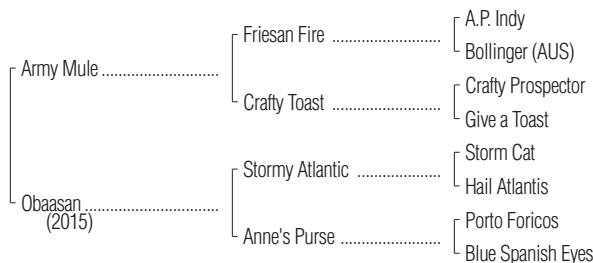 A.P. Indy
Friesan Fire ..........................
Bollinger (AUS)
Army Mule ............................
Crafty Prospector
Crafty Toast ..........................
Give a Toast
Storm Cat
Stormy Atlantic ....................
Hail Atlantis
Obaasan ................................
(2015)
Porto Foricos
Anne's Purse ........................
Blue Spanish Eyes